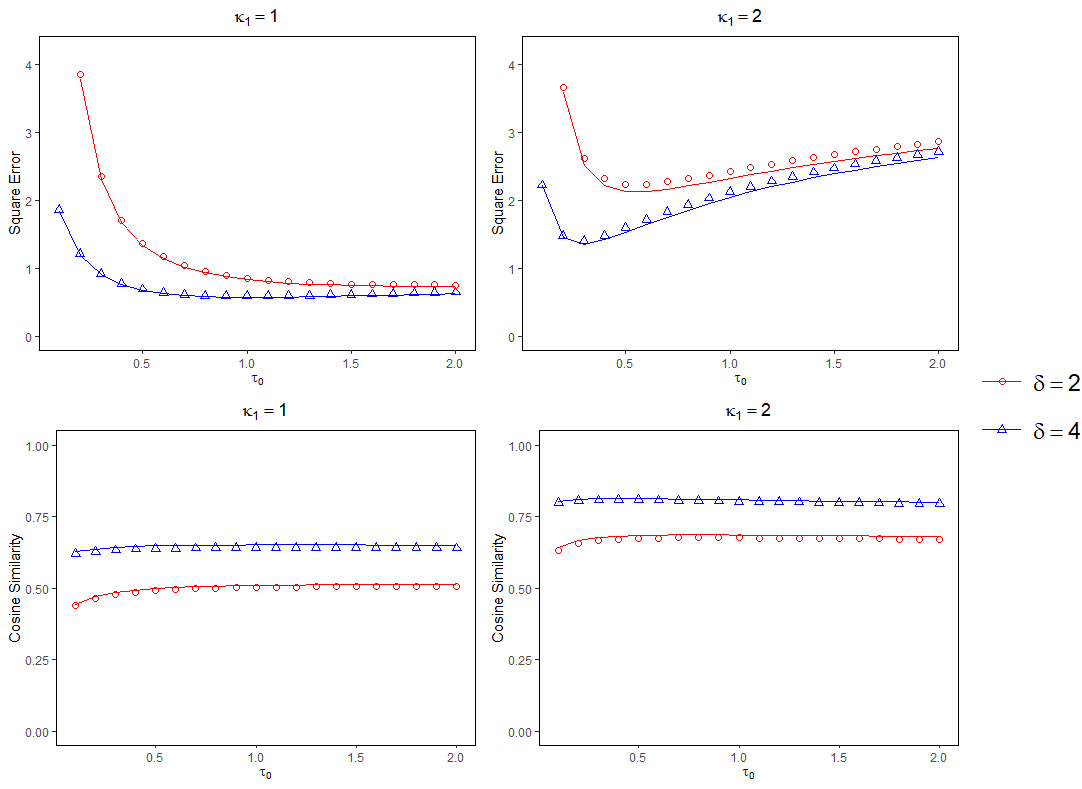 κ₁ = 1
4
3
2
1
0
Square Error
0.5
1.0
1.5
2.0
τ₀
κ₁ = 2
4
3
2
1
0
Square Error
0.5
1.0
1.5
2.0
τ₀
κ₁ = 1
1.00
0.75
0.50
0.25
0.00
Cosine Similarity
0.5
1.0
1.5
2.0
τ₀
κ₁ = 2
1.00
0.75
0.50
0.25
0.00
Cosine Similarity
0.5
1.0
1.5
2.0
τ₀
δ = 2
δ = 4